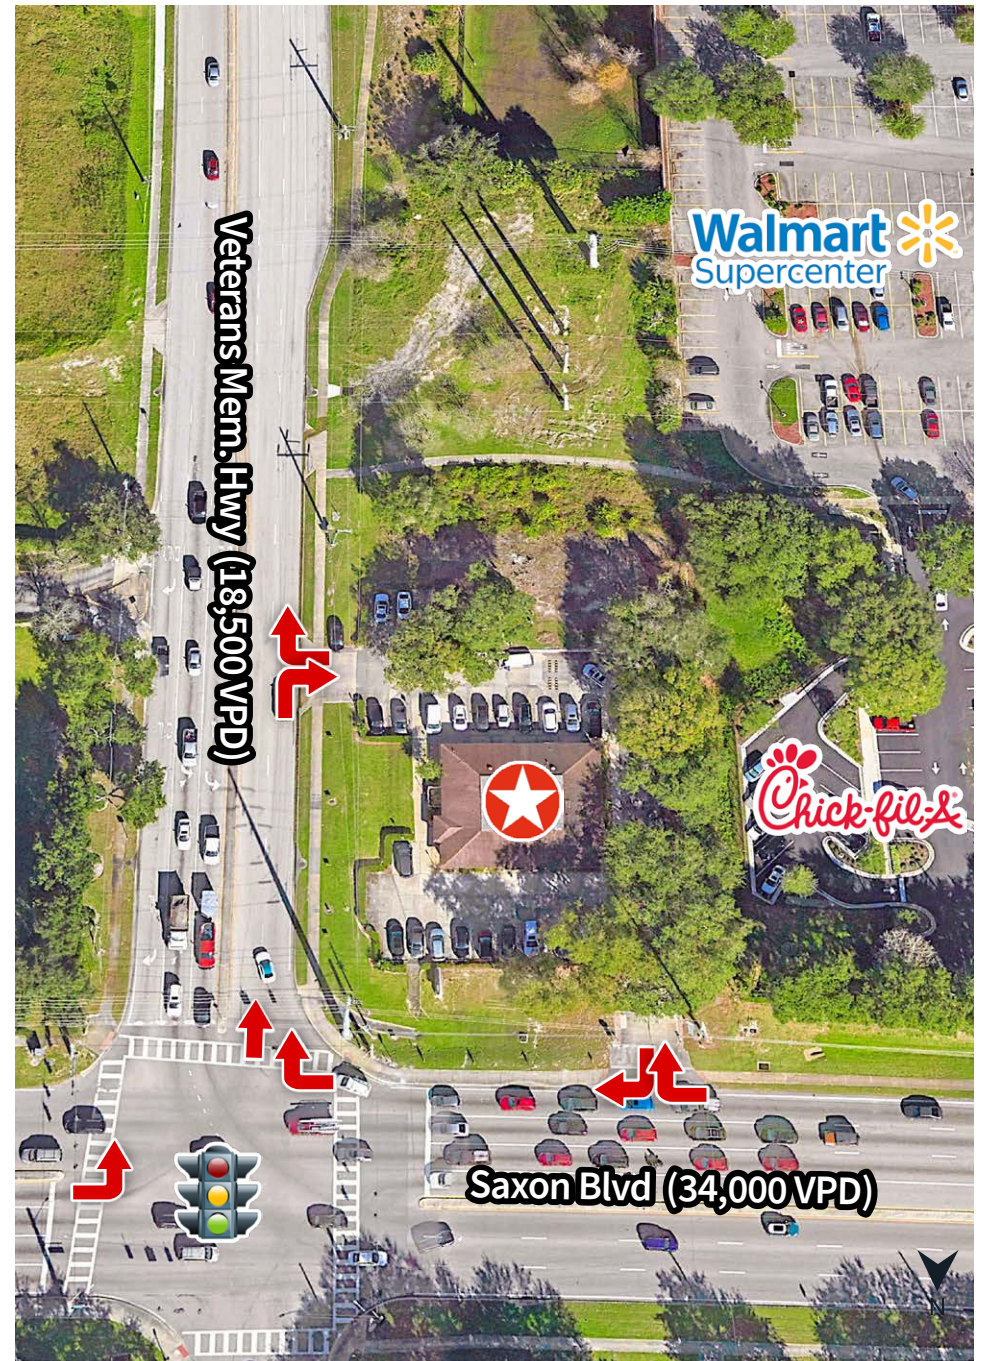 Walmart
Supercenter
Veterans Mem. Hwy (18,500 VPD)
Chick-fil-A
Saxon Blvd (34,000 VPD)
N